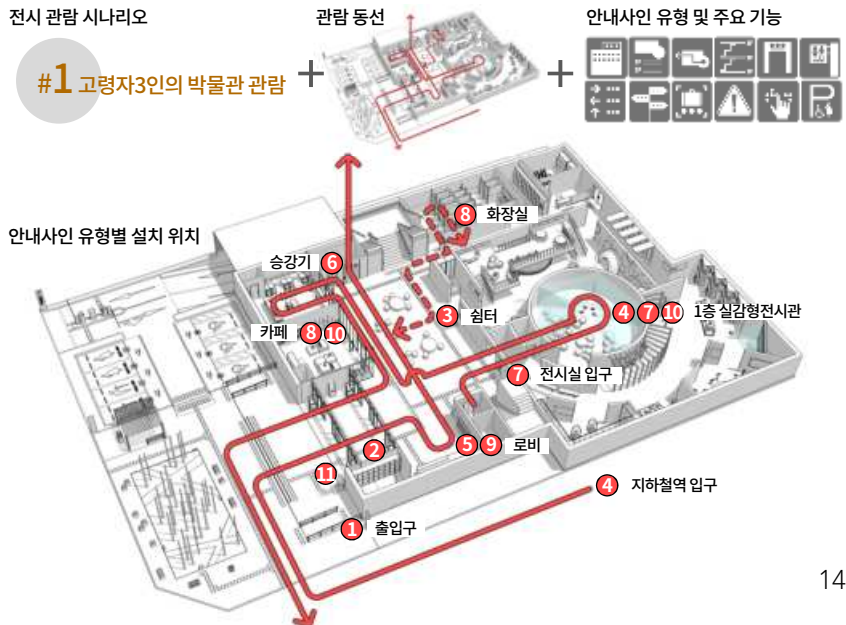 전시 관람 시나리오
#1 고령자3인의 박물관 관람
+
관람 동선
+
안내사인 유형 및 주요 기능
안내사인 유형별 설치 위치
8 화장실
승강기 6
3 쉼터
4 7 10 1층 실감형전시관
카페 8 10
7 전시실 입구
2
5 9 로비
11
4 지하철역 입구
1 출입구
14